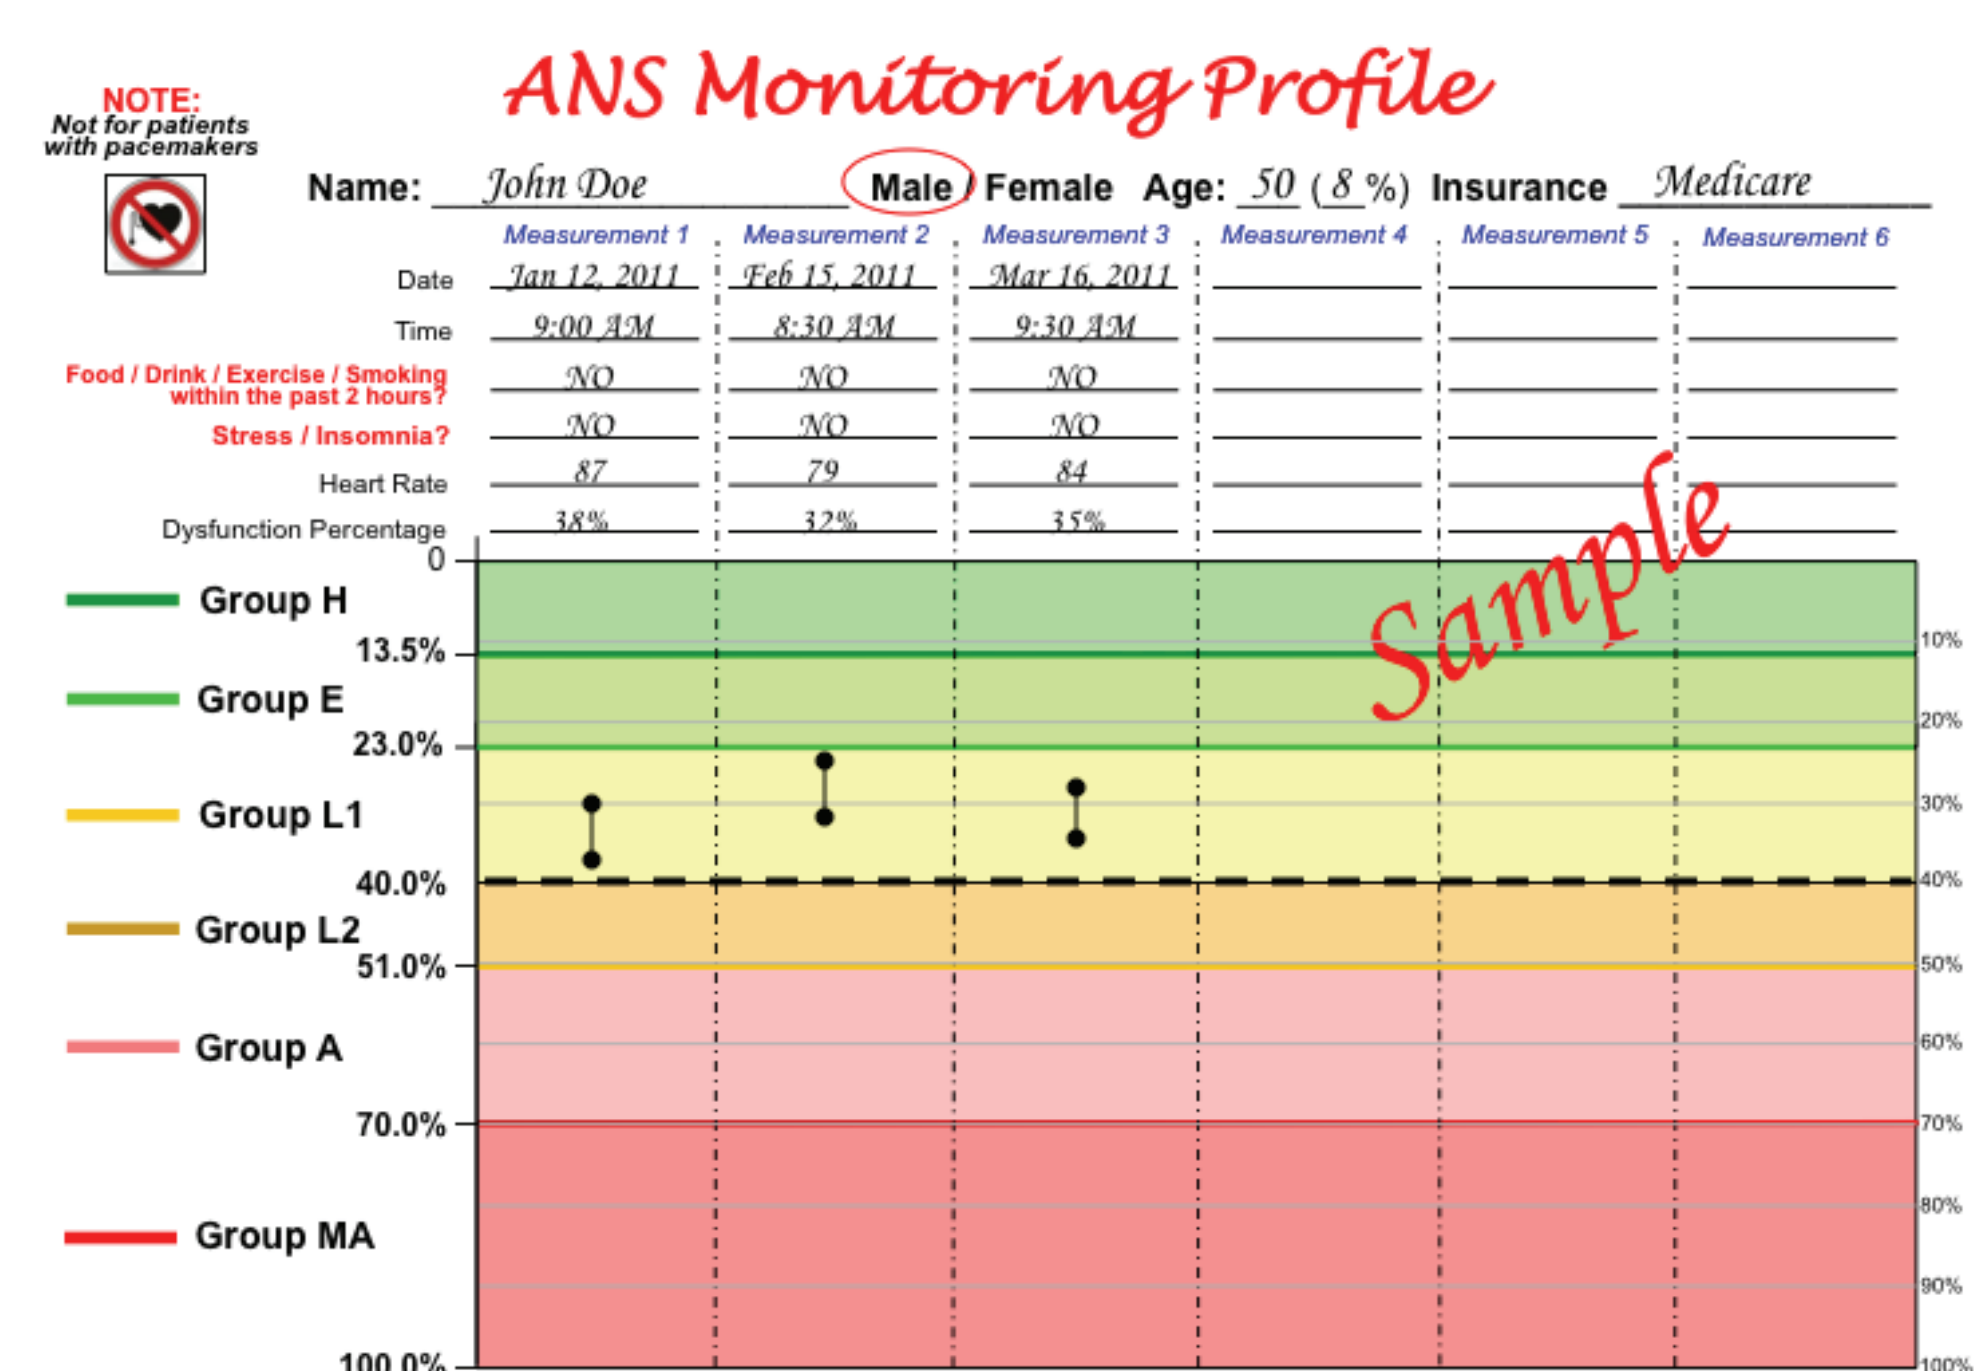 ANS Monitoring Profile
NOTE:
Not for patients
with pacemakers
Name: John Doe Male / Female Age: 50 (8%) Insurance Medicare
Measurement 1 Measurement 2 Measurement 3 Measurement 4 Measurement 5 Measurement 6
Date Jan 12, 2011 Feb 15, 2011 Mar 16, 2011
Time 9:00 AM 8:30 AM 9:30 AM
Food / Drink / Exercise / Smoking
within the past 2 hours? NO NO NO
Stress / Insomnia? NO NO NO
Heart Rate 87 79 84
Dysfunction Percentage 38% 32% 35%
0
Group H
13.5% 10%
Group E
20%
23.0%
Group L1 30%
40.0% 40%
Group L2
51.0% 50%
Group A 60%
70.0% 70%
80%
Group MA
90%
100.0% 100%
Sample